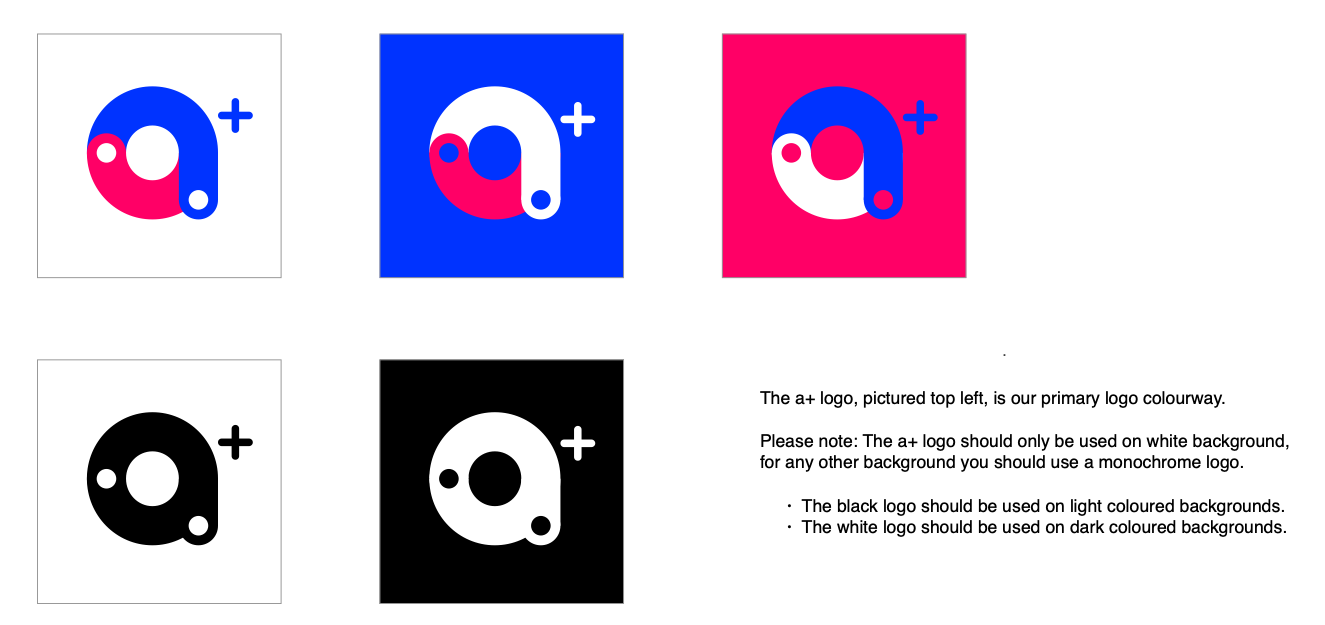 a+
a+
a+
a+
a+
The a+ logo, pictured top left, is our primary logo colourway.
Please note: The a+ logo should only be used on white background,
for any other background you should use a monochrome logo.
· The black logo should be used on light coloured backgrounds.
· The white logo should be used on dark coloured backgrounds.